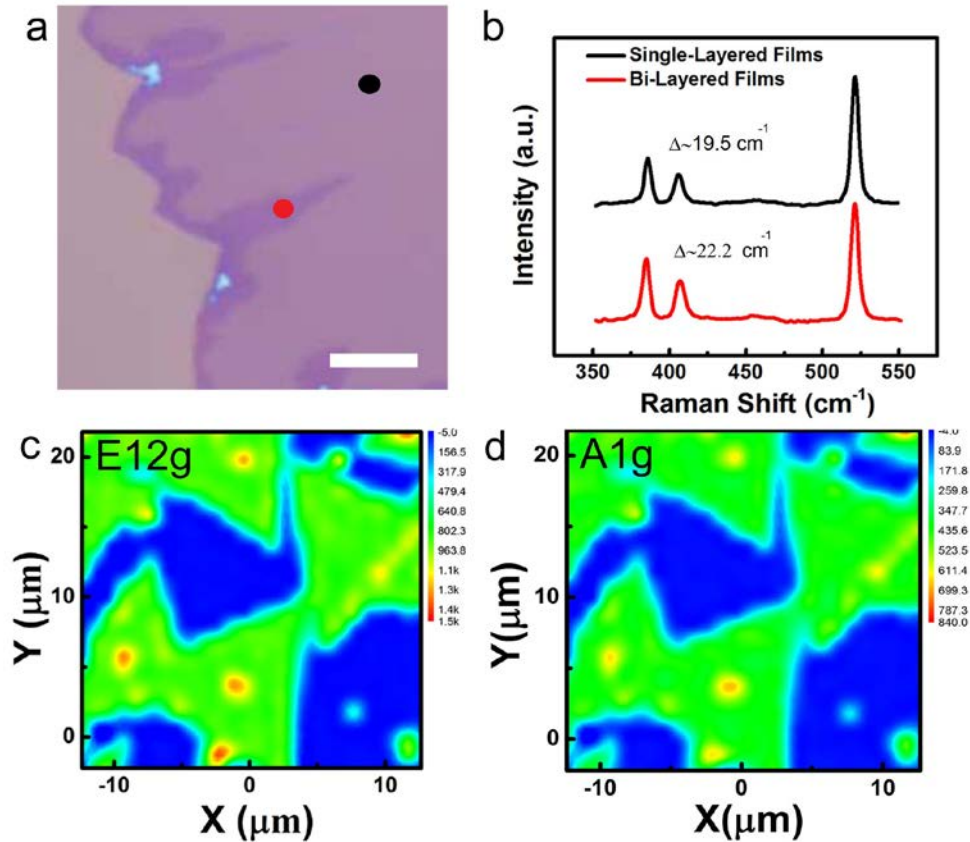 a
b
Single-Layered Films
Bi-Layered Films
Δ~19.5 cm⁻¹
Δ~22.2 cm⁻¹
Intensity (a.u.)
350 400 450 500 550
Raman Shift (cm⁻¹)
c
E12g
20
10
0
Y (μm)
-10 0 10
X (μm)
-5.0
156.5
317.9
479.4
640.8
802.3
963.8
1.1k
1.3k
1.4k
1.5k
d
A1g
20
10
0
Y(μm)
-10 0 10
X(μm)
-4.0
83.9
171.8
259.8
347.7
435.6
523.5
611.4
699.3
787.3
840.0